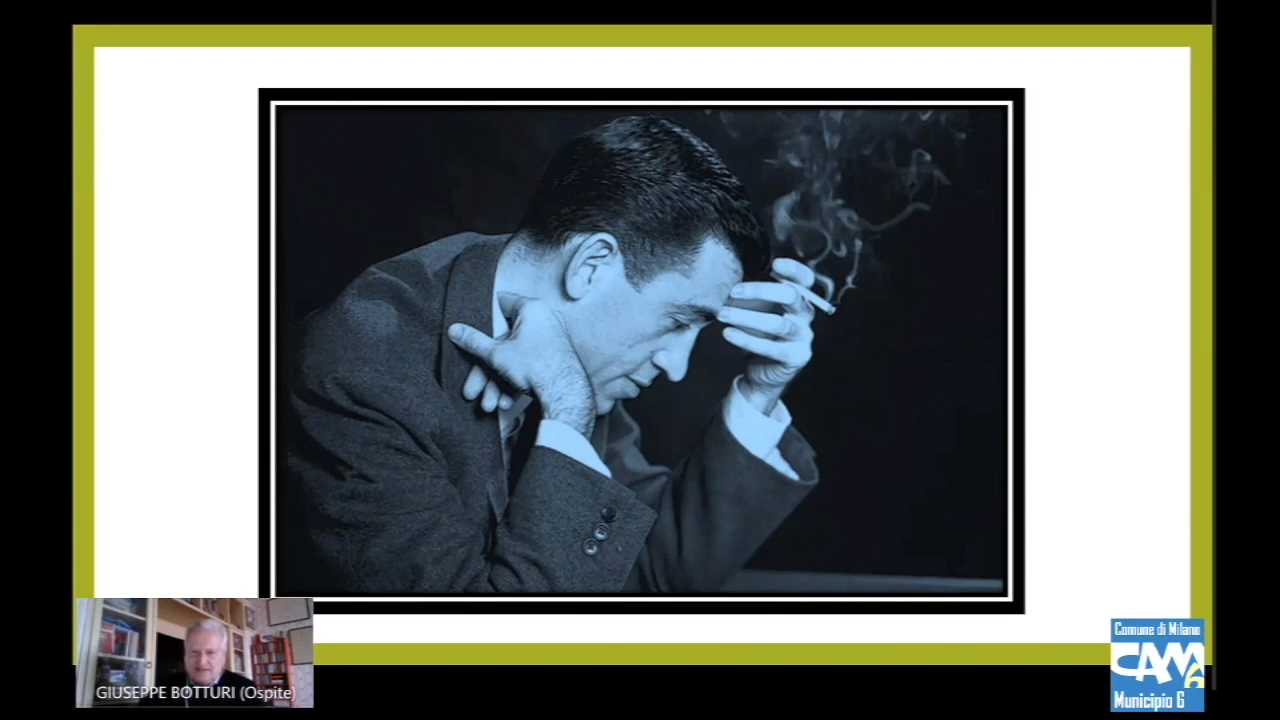 GIUSEPPE BOTTURI (Ospite)
Comune di Milano
CAM
6
Municipio 6